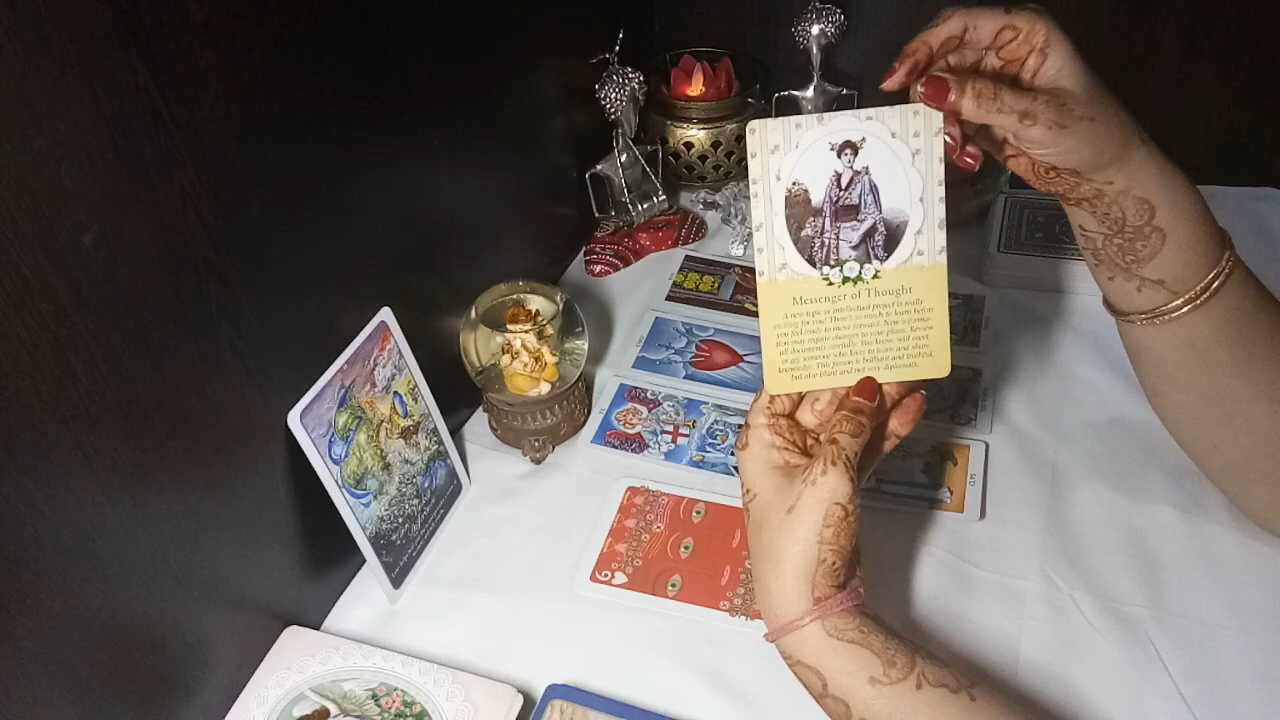 Messenger of Thought
A new topic or intellectual project is really
exciting for you! There's so much to learn before
you feel ready to move forward. New informa-
tion may require changes to your plans. Review
all documents carefully. You know, will meet,
or are someone who loves to learn and share
knowledge. This person is brilliant and truthful,
but also blunt and not very diplomatic.
6